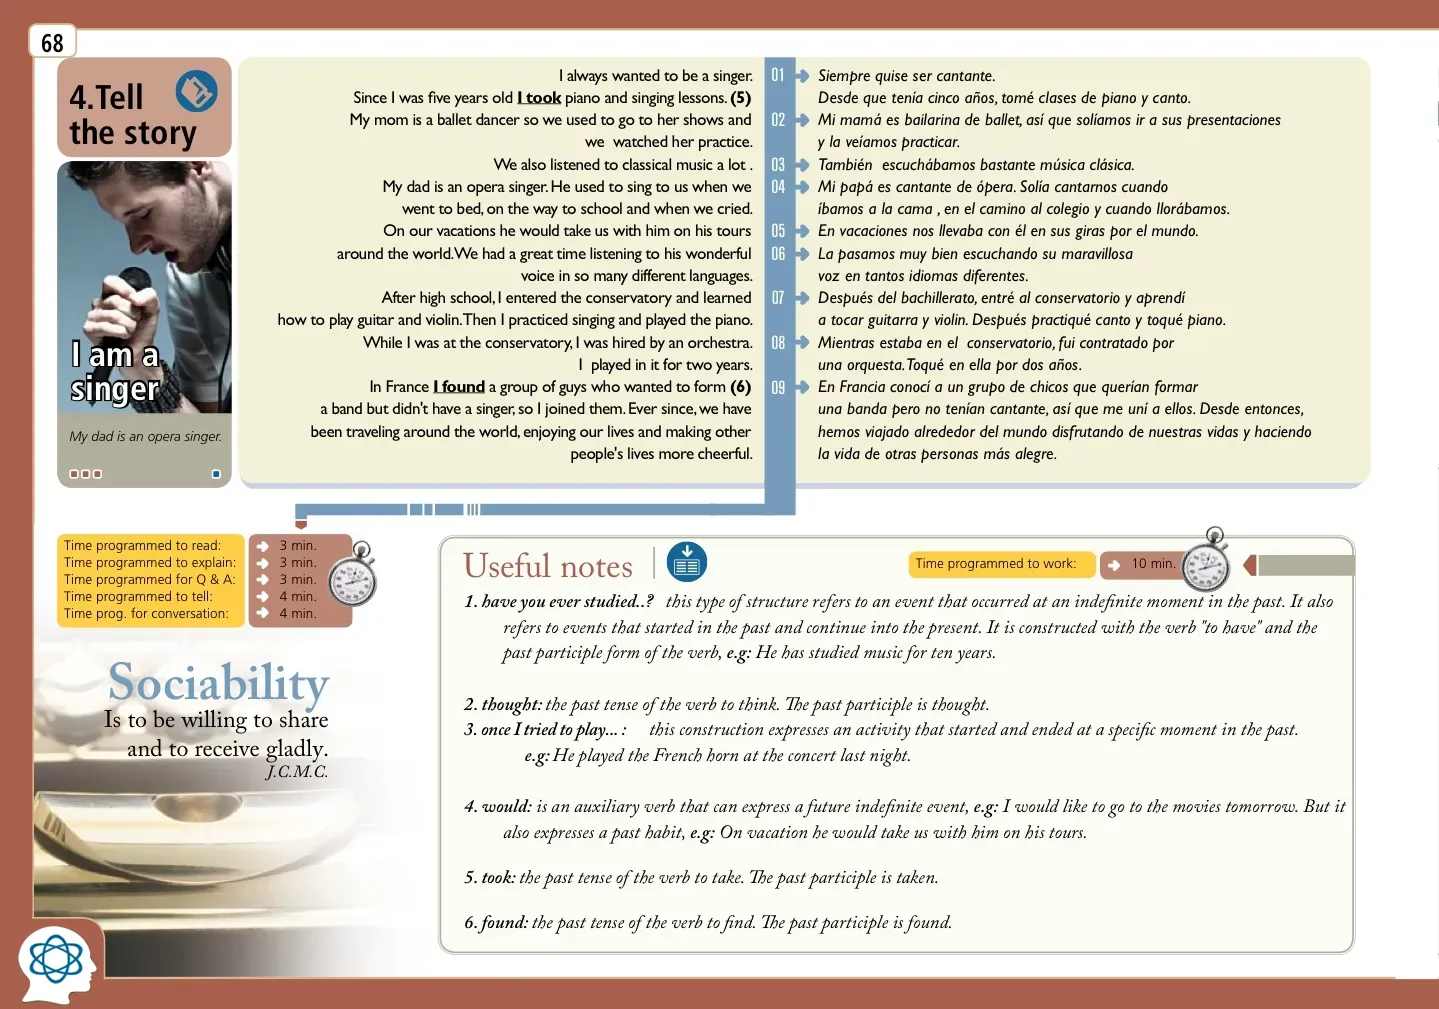 68
4.Tell
the story
I am a
singer
My dad is an opera singer.
I always wanted to be a singer.
Since I was five years old I took piano and singing lessons. (5)
My mom is a ballet dancer so we used to go to her shows and
we watched her practice.
We also listened to classical music a lot .
My dad is an opera singer. He used to sing to us when we
went to bed, on the way to school and when we cried.
On our vacations he would take us with him on his tours
around the world. We had a great time listening to his wonderful
voice in so many different languages.
After high school, I entered the conservatory and learned
how to play guitar and violin. Then I practiced singing and played the piano.
While I was at the conservatory, I was hired by an orchestra.
I played in it for two years.
In France I found a group of guys who wanted to form (6)
a band but didn't have a singer, so I joined them. Ever since, we have
been traveling around the world, enjoying our lives and making other
people's lives more cheerful.
01
02
03
04
05
06
07
08
09
Siempre quise ser cantante.
Desde que tenía cinco años, tomé clases de piano y canto.
Mi mamá es bailarina de ballet, así que solíamos ir a sus presentaciones
y la veíamos practicar.
También escuchábamos bastante música clásica.
Mi papá es cantante de ópera. Solía cantarnos cuando
íbamos a la cama , en el camino al colegio y cuando llorábamos.
En vacaciones nos llevaba con él en sus giras por el mundo.
La pasamos muy bien escuchando su maravillosa
voz en tantos idiomas diferentes.
Después del bachillerato, entré al conservatorio y aprendí
a tocar guitarra y violin. Después practiqué canto y toqué piano.
Mientras estaba en el conservatorio, fui contratado por
una orquesta. Toqué en ella por dos años.
En Francia conocí a un grupo de chicos que querían formar
una banda pero no tenían cantante, así que me uní a ellos. Desde entonces,
hemos viajado alrededor del mundo disfrutando de nuestras vidas y haciendo
la vida de otras personas más alegre.
Time programmed to read: 3 min.
Time programmed to explain: 3 min.
Time programmed for Q & A: 3 min.
Time programmed to tell: 4 min.
Time prog. for conversation: 4 min.
Sociability
Is to be willing to share
and to receive gladly.
J.C.M.C.
Useful notes
Time programmed to work: 10 min.
1. have you ever studied..? this type of structure refers to an event that occurred at an indefinite moment in the past. It also
refers to events that started in the past and continue into the present. It is constructed with the verb "to have" and the
past participle form of the verb, e.g: He has studied music for ten years.
2. thought: the past tense of the verb to think. The past participle is thought.
3. once I tried to play... : this construction expresses an activity that started and ended at a specific moment in the past.
e.g: He played the French horn at the concert last night.
4. would: is an auxiliary verb that can express a future indefinite event, e.g: I would like to go to the movies tomorrow. But it
also expresses a past habit, e.g: On vacation he would take us with him on his tours.
5. took: the past tense of the verb to take. The past participle is taken.
6. found: the past tense of the verb to find. The past participle is found.